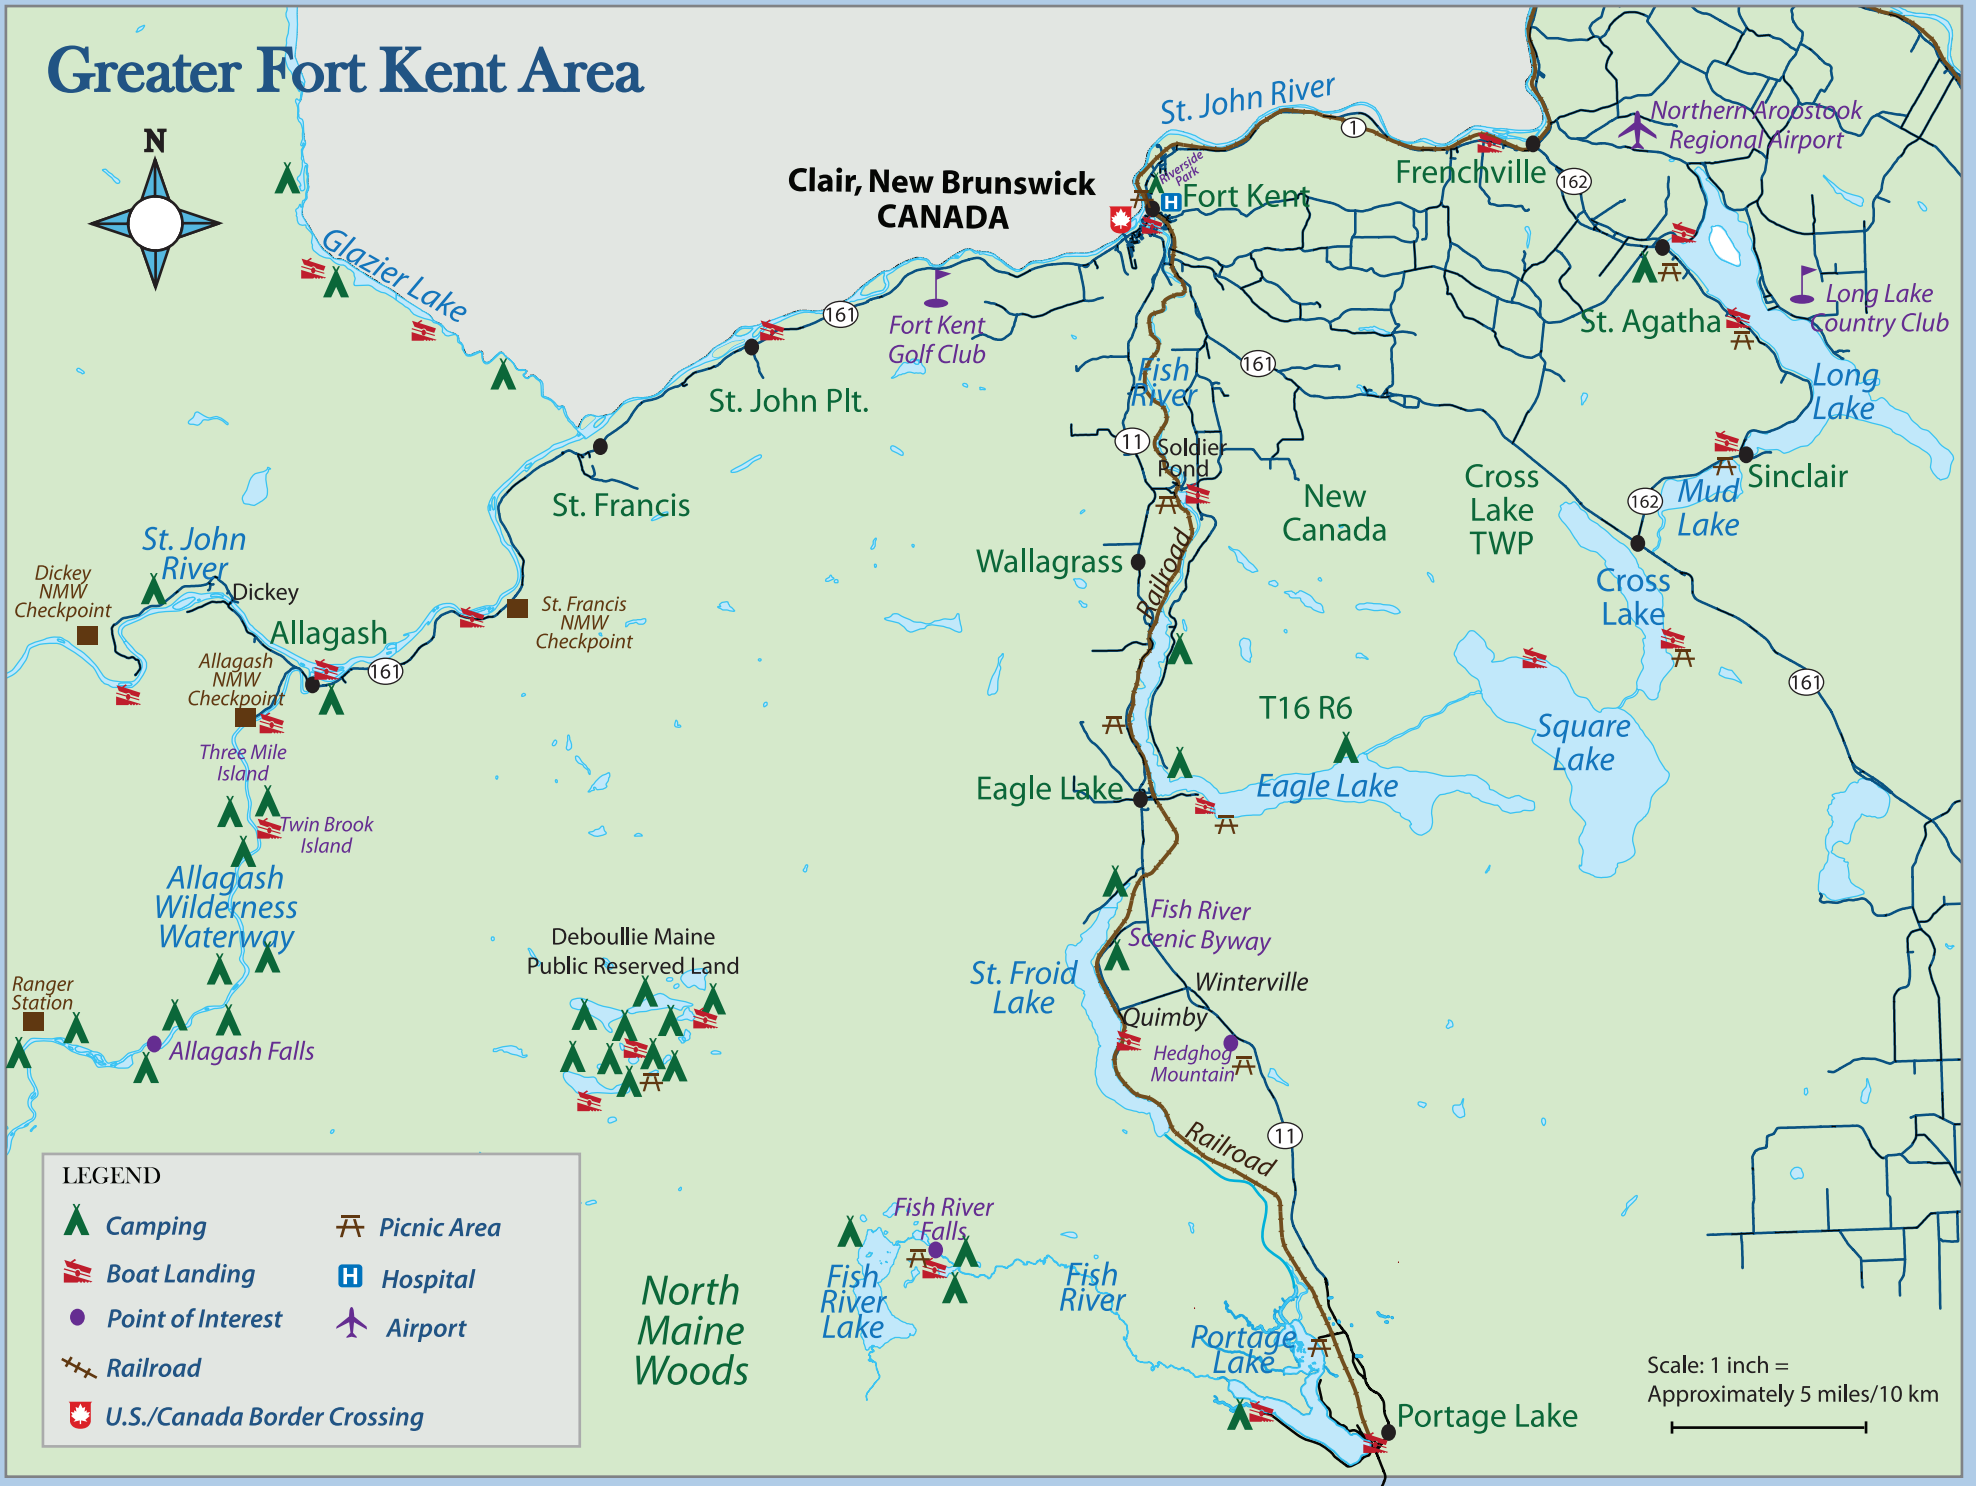 Greater Fort Kent Area
N
St. John River
1
Northern Aroostook
Regional Airport
Riverside
Park
Frenchville
162
Clair, New Brunswick
CANADA
H
Fort Kent
Glazier Lake
161
Fort Kent
Golf Club
Long Lake
Country Club
St. Agatha
161
Fish
River
Long
Lake
St. John Plt.
11
Soldier
Pond
Cross
Lake
TWP
Sinclair
162
Mud
Lake
St. Francis
New
Canada
St. John
River
Dickey
NMW
Checkpoint
Dickey
Wallagrass
Railroad
Cross
Lake
St. Francis
NMW
Checkpoint
Allagash
161
Allagash
NMW
Checkpoint
161
T16 R6
Square
Lake
Three Mile
Island
Eagle Lake
Eagle Lake
Twin Brook
Island
Allagash
Wilderness
Waterway
Fish River
Scenic Byway
Deboullie Maine
Public Reserved Land
St. Froid
Lake
Winterville
Ranger
Station
Quimby
Allagash Falls
Hedghog
Mountain
11
Railroad
LEGEND
Camping
Boat Landing
Point of Interest
Railroad
U.S./Canada Border Crossing
Picnic Area
H
Hospital
Airport
Fish River
Falls
Fish
River
Lake
Fish
River
North
Maine
Woods
Portage
Lake
Portage Lake
Scale: 1 inch =
Approximately 5 miles/10 km